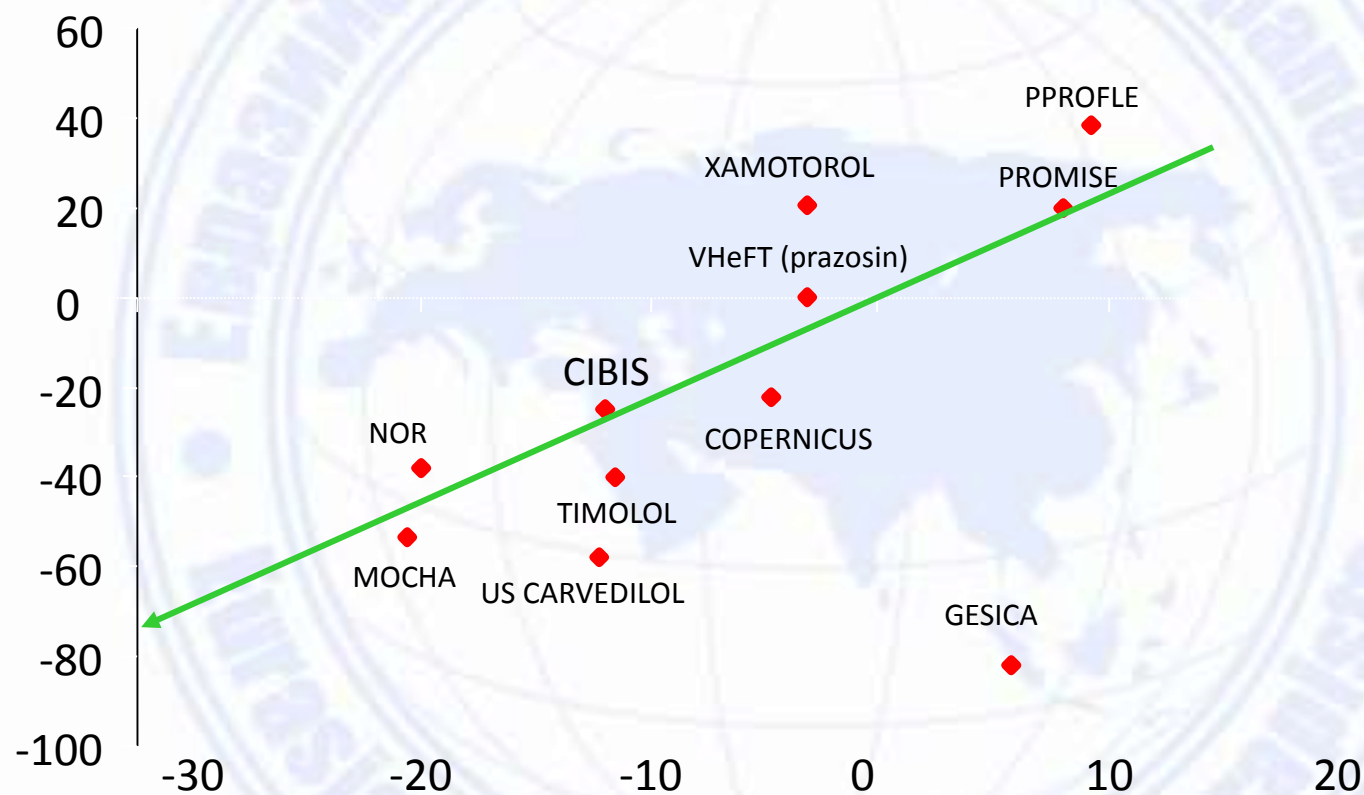 60
PPROFLE
40
XAMOTOROL
PROMISE
20
VHeFT (prazosin)
0
CIBIS
-20
NOR
COPERNICUS
-40
TIMOLOL
MOCHA
US CARVEDILOL
-60
GESICA
-80
-100
-30 -20 -10 0 10 20